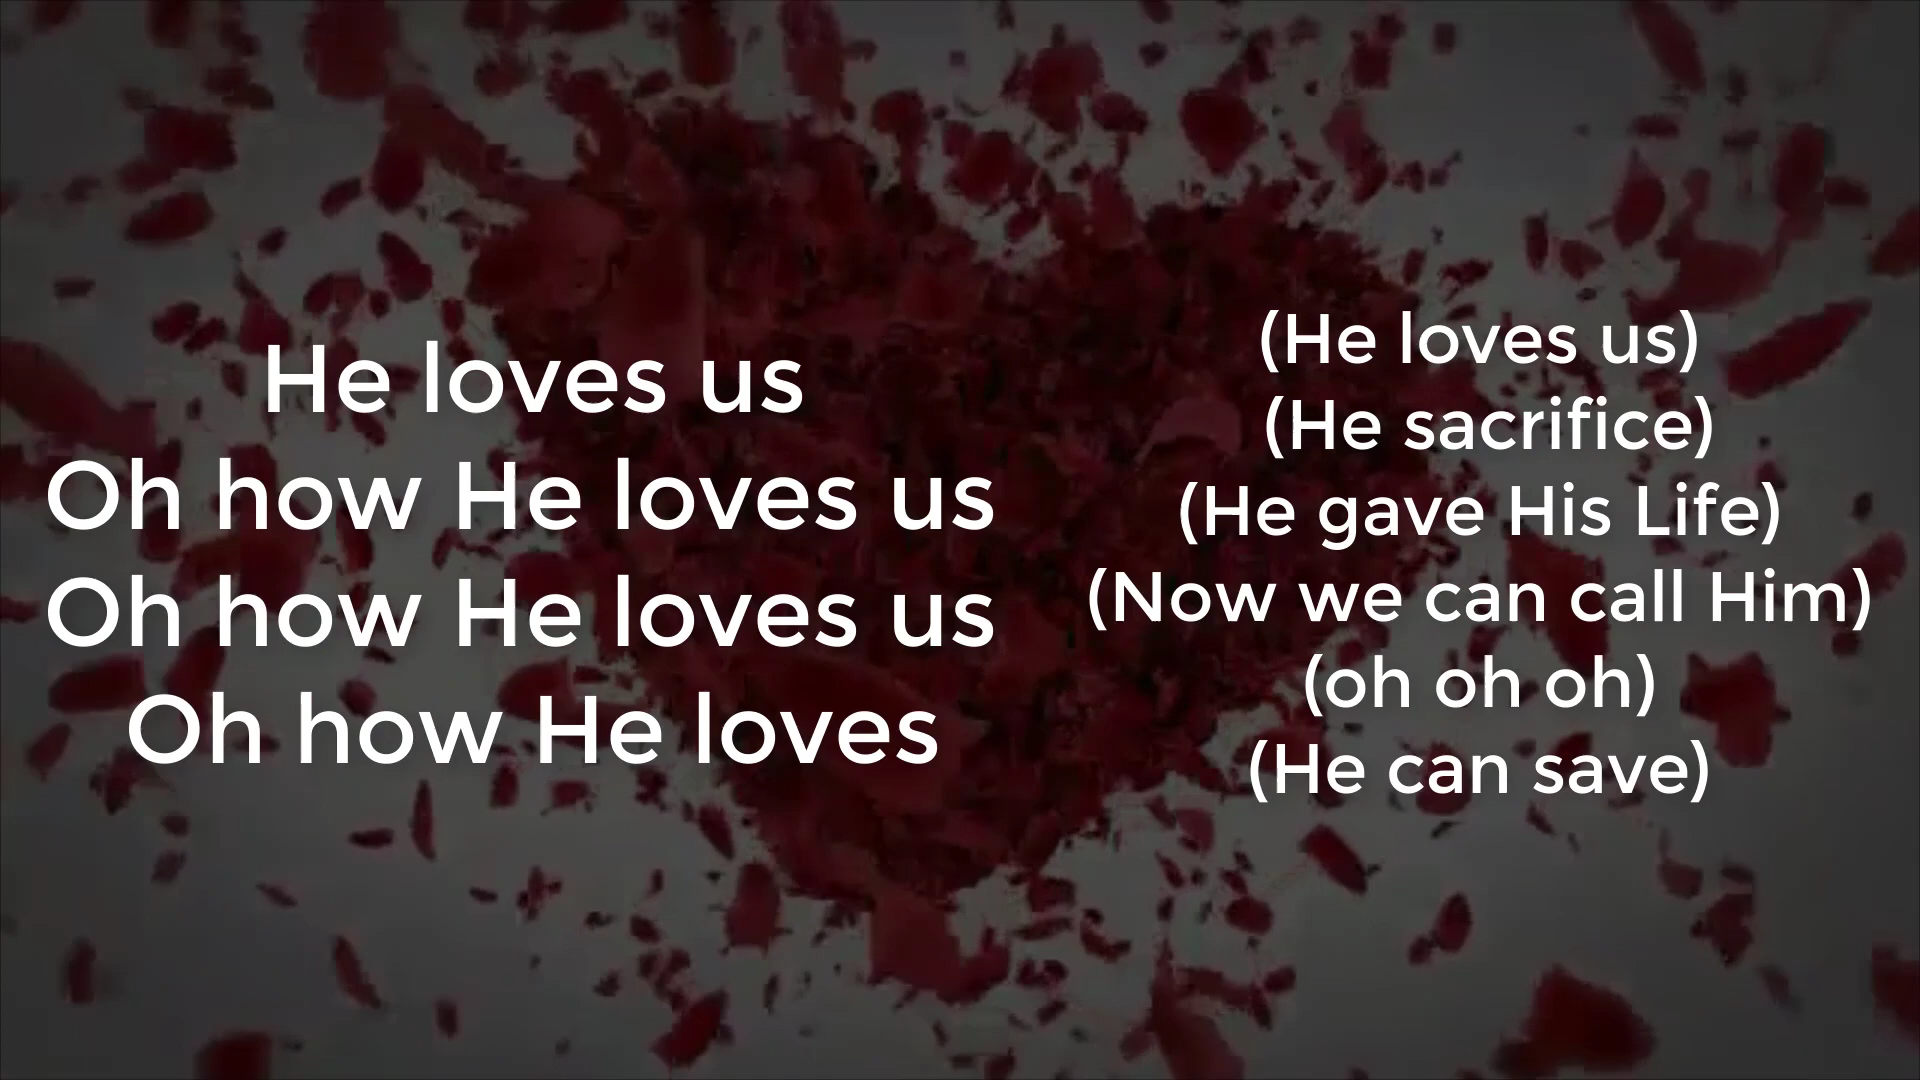 He loves us
Oh how He loves us
Oh how He loves us
Oh how He loves
(He loves us)
(He sacrifice)
(He gave His Life)
(Now we can call Him)
(oh oh oh)
(He can save)